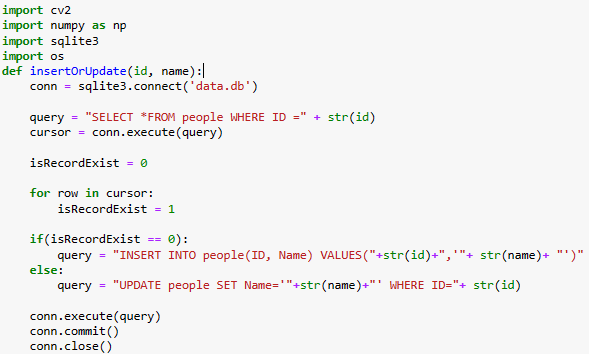 import cv2
import numpy as np
import sqlite3
import os
def insertOrUpdate(id, name):
    conn = sqlite3.connect('data.db')

    query = "SELECT *FROM people WHERE ID =" + str(id)
    cursor = conn.execute(query)

    isRecordExist = 0

    for row in cursor:
        isRecordExist = 1

    if(isRecordExist == 0):
        query = "INSERT INTO people(ID, Name) VALUES("+str(id)+",'"+ str(name)+ "')"
    else:
        query = "UPDATE people SET Name='"+str(name)+"' WHERE ID="+ str(id)

    conn.execute(query)
    conn.commit()
    conn.close()